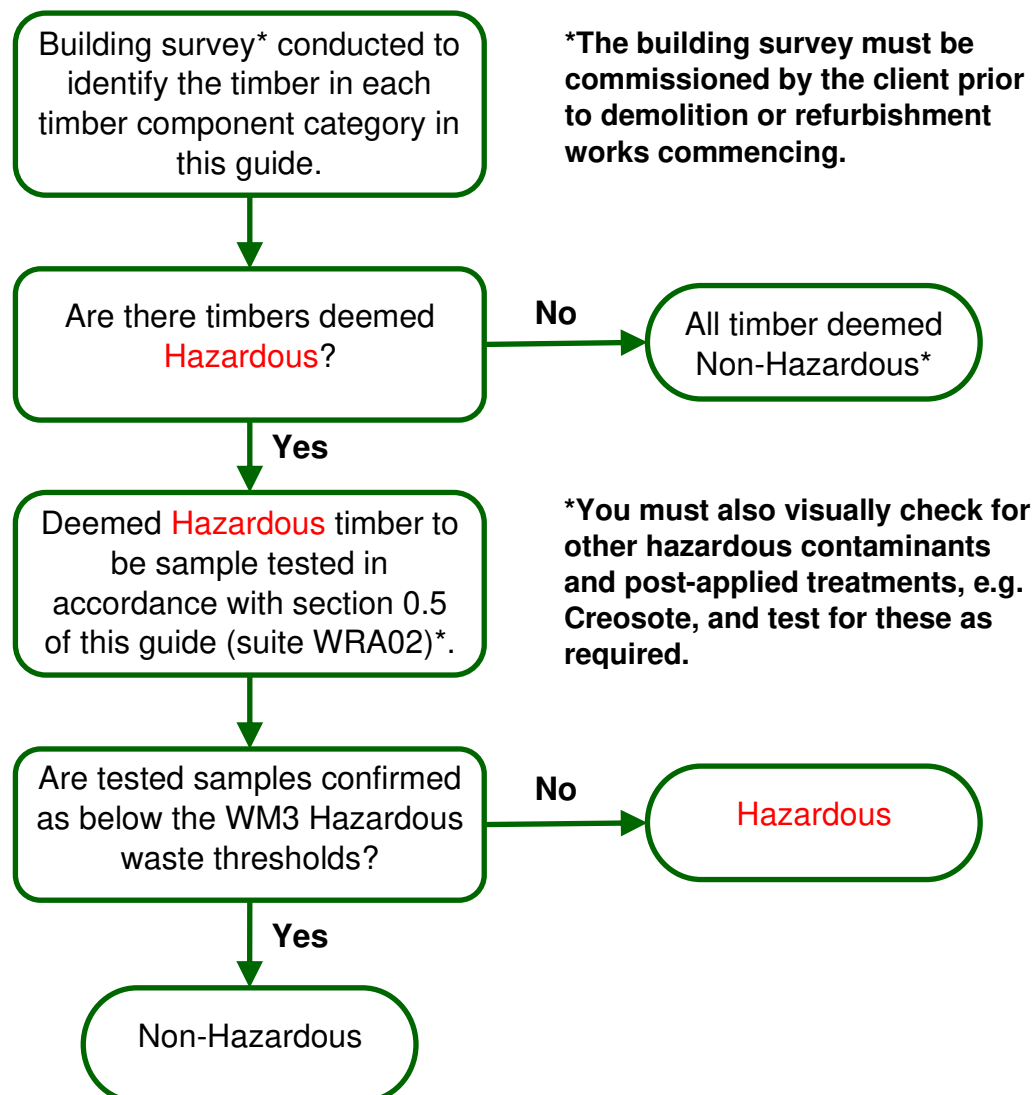 Building survey* conducted to
identify the timber in each
timber component category in
this guide.
*The building survey must be
commissioned by the client prior
to demolition or refurbishment
works commencing.
Are there timbers deemed
Hazardous?
No
All timber deemed
Non-Hazardous*
Yes
Deemed Hazardous timber to
be sample tested in
accordance with section 0.5
of this guide (suite WRA02)*.
*You must also visually check for
other hazardous contaminants
and post-applied treatments, e.g.
Creosote, and test for these as
required.
Are tested samples confirmed
as below the WM3 Hazardous
waste thresholds?
No
Hazardous
Yes
Non-Hazardous